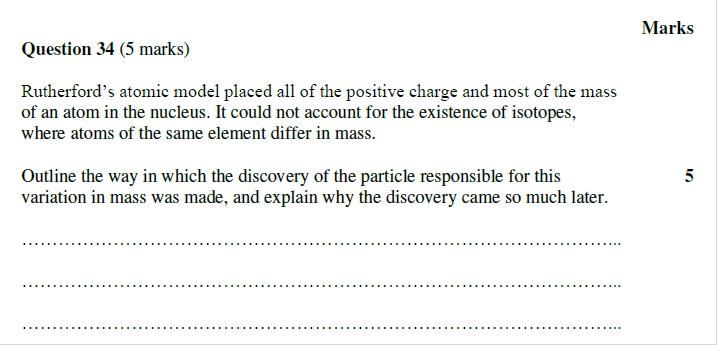 Marks
Question 34 (5 marks)
Rutherford’s atomic model placed all of the positive charge and most of the mass
of an atom in the nucleus. It could not account for the existence of isotopes,
where atoms of the same element differ in mass.
Outline the way in which the discovery of the particle responsible for this 5
variation in mass was made, and explain why the discovery came so much later.